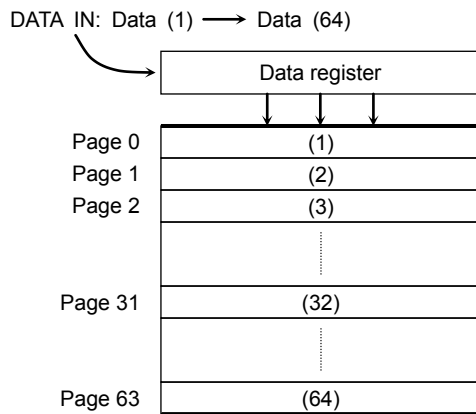 DATA IN: Data (1) Data (64)
Data register
Page 0 (1)
Page 1 (2)
Page 2 (3)
Page 31 (32)
Page 63 (64)